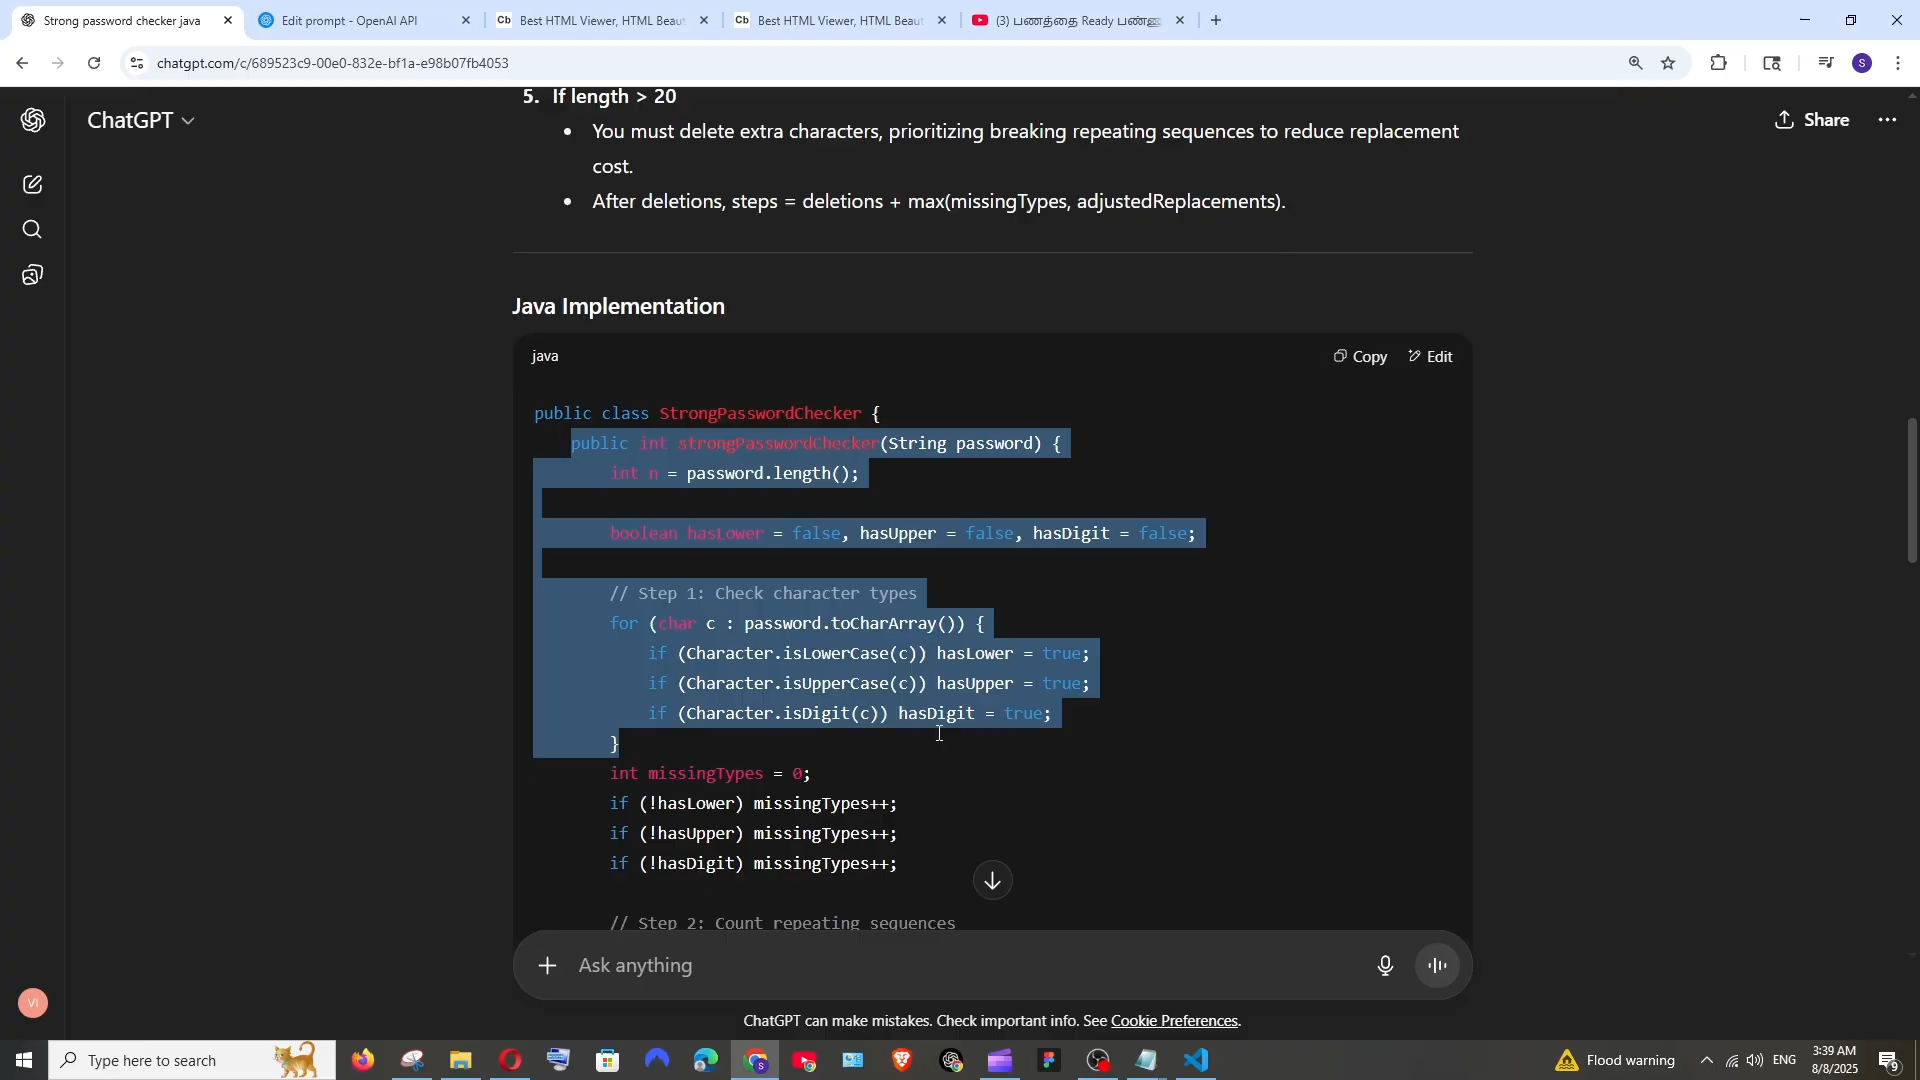 Strong password checker java
Edit prompt - OpenAI API
Best HTML Viewer, HTML Beaut
Best HTML Viewer, HTML Beaut
(3) பணத்தை Ready பண்ணு
chatgpt.com/c/689523c9-00e0-832e-bf1a-e98b07fb4053
S
ChatGPT
Share
5. If length > 20
• You must delete extra characters, prioritizing breaking repeating sequences to reduce replacement
cost.
• After deletions, steps = deletions + max(missingTypes, adjustedReplacements).
Java Implementation
java
Copy
Edit
public class StrongPasswordChecker {
public int strongPasswordChecker(String password) {
int n = password.length();
boolean hasLower = false, hasUpper = false, hasDigit = false;
// Step 1: Check character types
for (char c : password.toCharArray()) {
if (Character.isLowerCase(c)) hasLower = true;
if (Character.isUpperCase(c)) hasUpper = true;
if (Character.isDigit(c)) hasDigit = true;
}
int missingTypes = 0;
if (!hasLower) missingTypes++;
if (!hasUpper) missingTypes++;
if (!hasDigit) missingTypes++;
// Step 2: Count repeating sequences
Ask anything
VI
ChatGPT can make mistakes. Check important info. See Cookie Preferences.
Type here to search
Flood warning
ENG
3:39 AM
8/8/2025
9